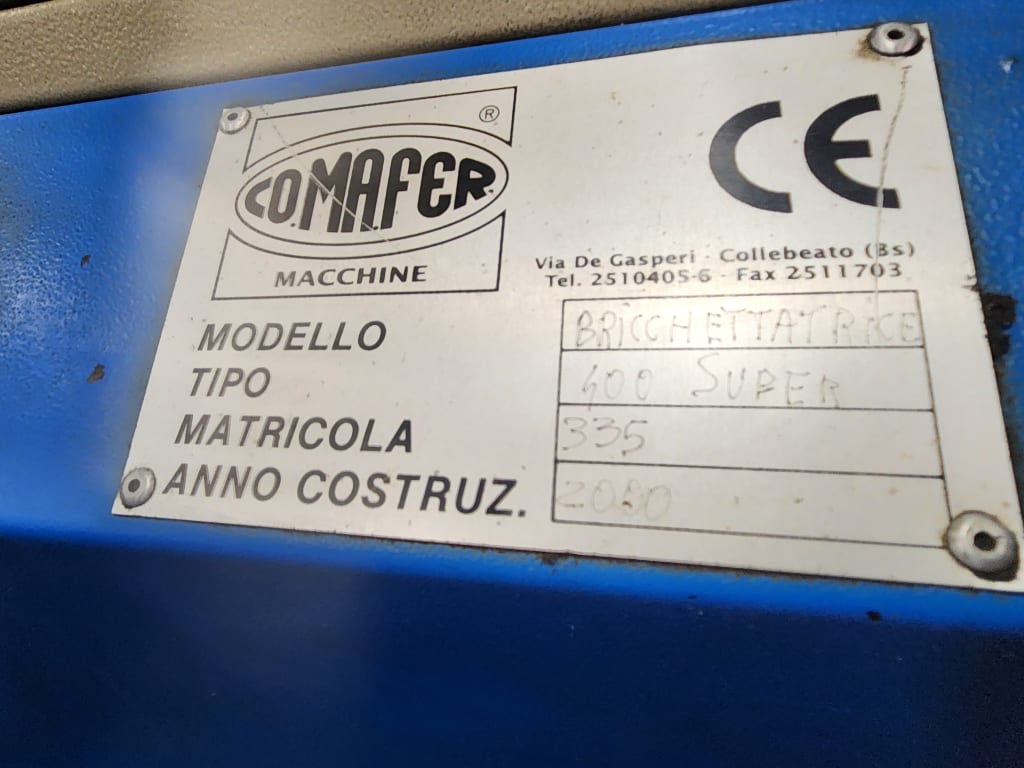 ®
CO.MAFER.
MACCHINE
CE
Via De Gasperi - Collebeato (Bs)
Tel. 2510405-6 - Fax 2511703
MODELLO BRICCHETTATRICE
TIPO 400 SUPER
MATRICOLA 335
ANNO COSTRUZ.